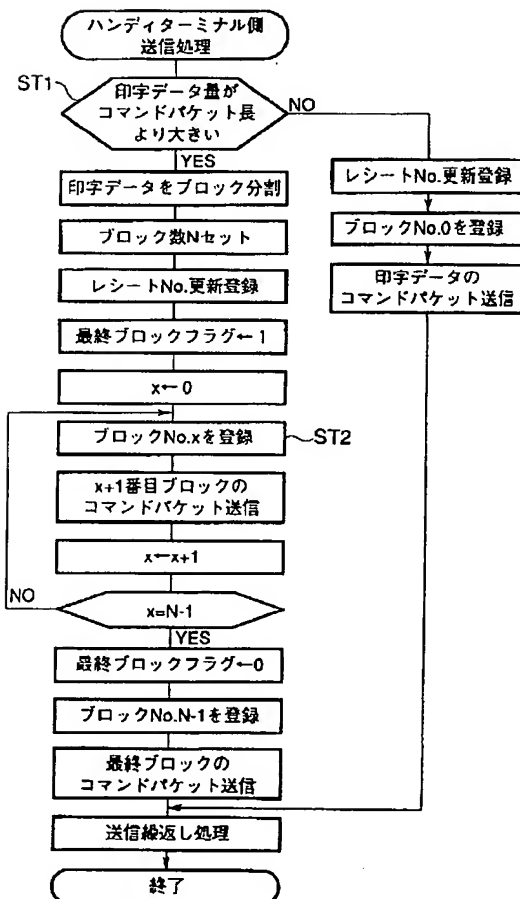 ハンディターミナル側
送信処理
ST1
印字データ量が
コマンドパケット長
より大きい
NO
YES
印字データをブロック分割
ブロック数Nセット
レシートNo.更新登録
最終ブロックフラグ←1
x←0
ブロックNo.xを登録
ST2
x+1番目ブロックの
コマンドパケット送信
x←x+1
NO
x=N-1
YES
最終ブロックフラグ←0
ブロックNo.N-1を登録
最終ブロックの
コマンドパケット送信
レシートNo.更新登録
ブロックNo.0を登録
印字データの
コマンドパケット送信
送信繰返し処理
終了